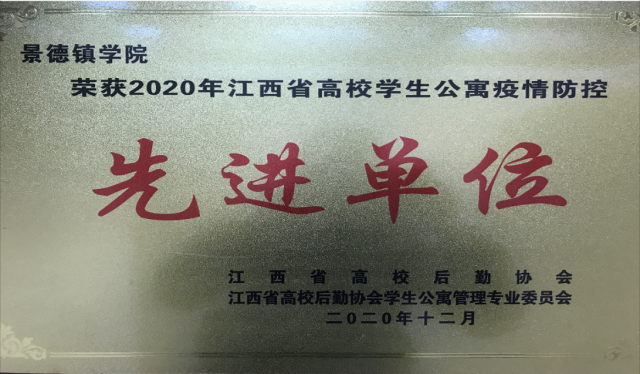 景德镇学院
荣获2020年江西省高校学生公寓疫情防控
先进单位
江西省高校后勤协会
江西省高校后勤协会学生公寓管理专业委员会
二〇二〇年十二月